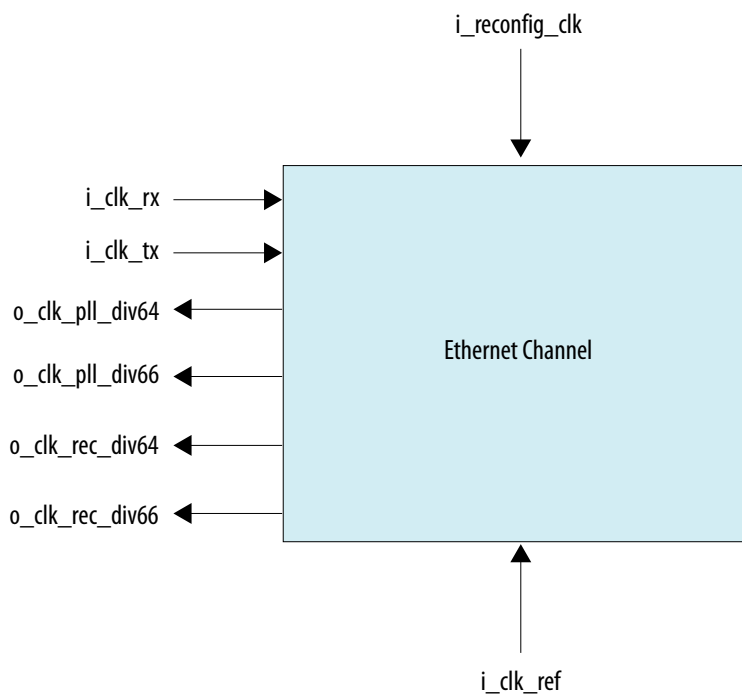 i_reconfig_clk
i_clk_rx
i_clk_tx
o_clk_pll_div64
o_clk_pll_div66
Ethernet Channel
o_clk_rec_div64
o_clk_rec_div66
i_clk_ref